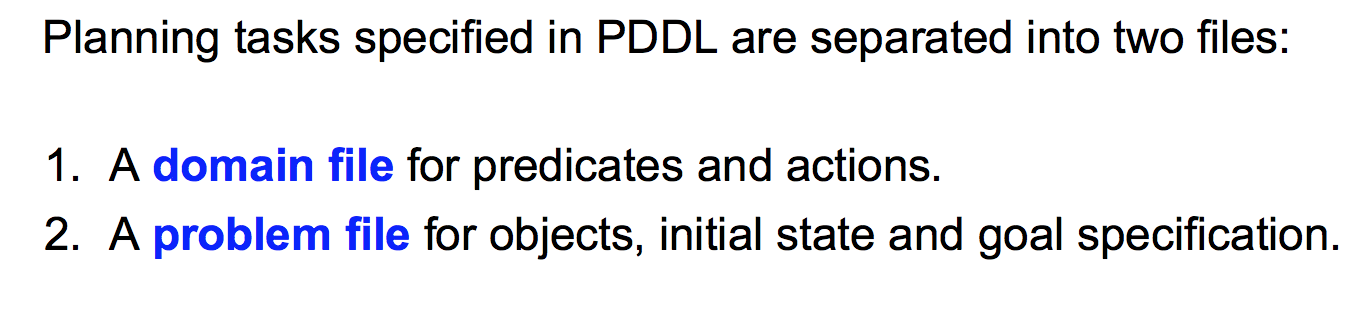 Planning tasks specified in PDDL are separated into two files:
1. A domain file for predicates and actions.
2. A problem file for objects, initial state and goal specification.